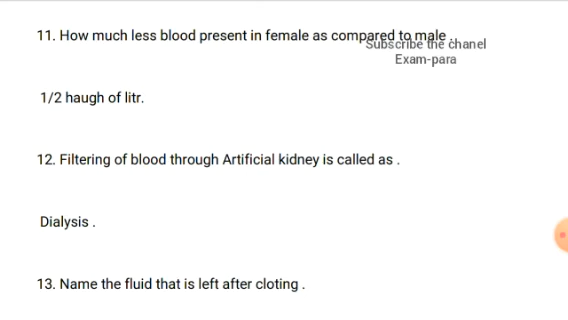 11. How much less blood present in female as compared to male .
Subscribe the chanel
Exam-para
1/2 haugh of litr.
12. Filtering of blood through Artificial kidney is called as .
Dialysis .
13. Name the fluid that is left after cloting .